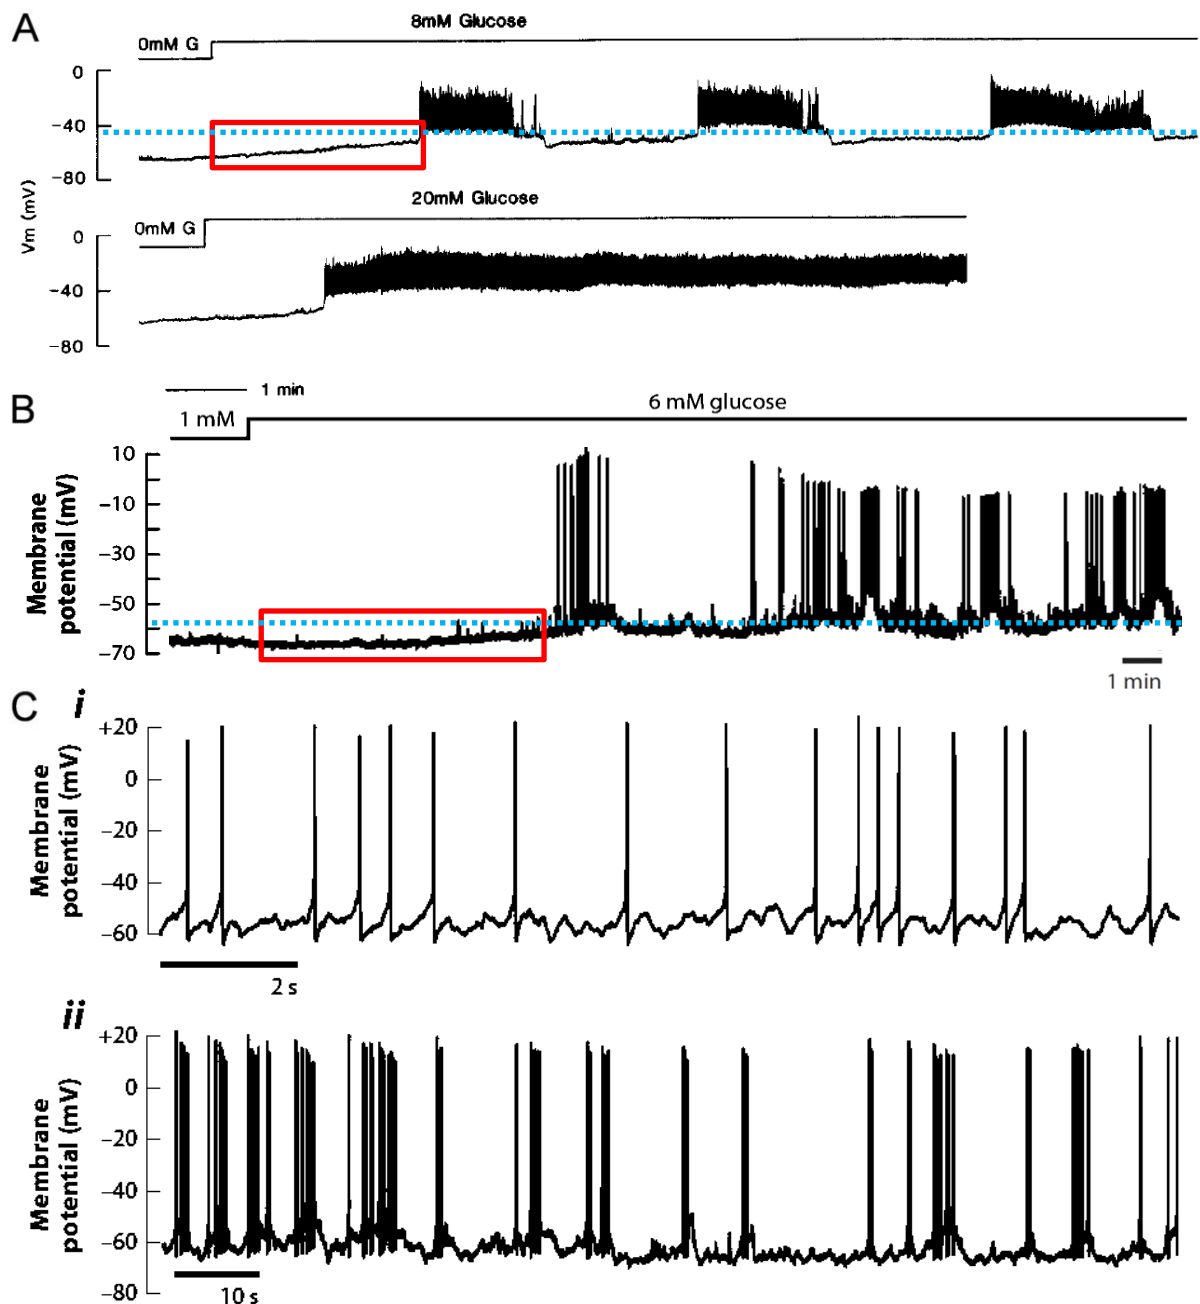 A
8mM Glucose
0mM G
0
−40
−80
Vm (mV)
20mM Glucose
0mM G
0
−40
−80
1 min
B
1 mM
6 mM glucose
10
−10
−30
−50
−70
Membrane
potential (mV)
1 min
C
i
+20
0
−20
−40
−60
Membrane
potential (mV)
2 s
ii
+20
0
−20
−40
−60
−80
Membrane
potential (mV)
10 s